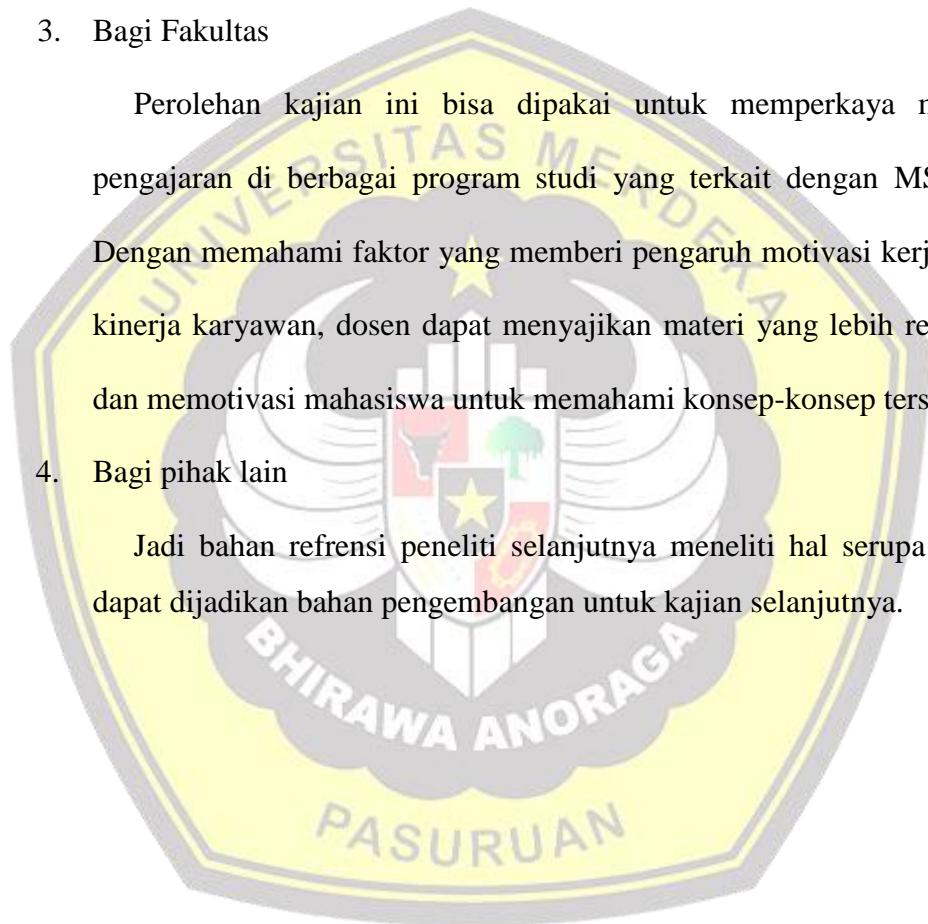 3. Bagi Fakultas
Perolehan kajian ini bisa dipakai untuk memperkaya
pengajaran di berbagai program studi yang terkait dengan
Dengan memahami faktor yang memberi pengaruh motivasi
kinerja karyawan, dosen dapat menyajikan materi yang lebih
dan memotivasi mahasiswa untuk memahami konsep-konsep
4. Bagi pihak lain
Jadi bahan refrensi peneliti selanjutnya meneliti hal serupa
dapat dijadikan bahan pengembangan untuk kajian selanjutnya.
UNIVERSITAS MERDEKA
BHIRAWA ANORAGA
PASURUAN